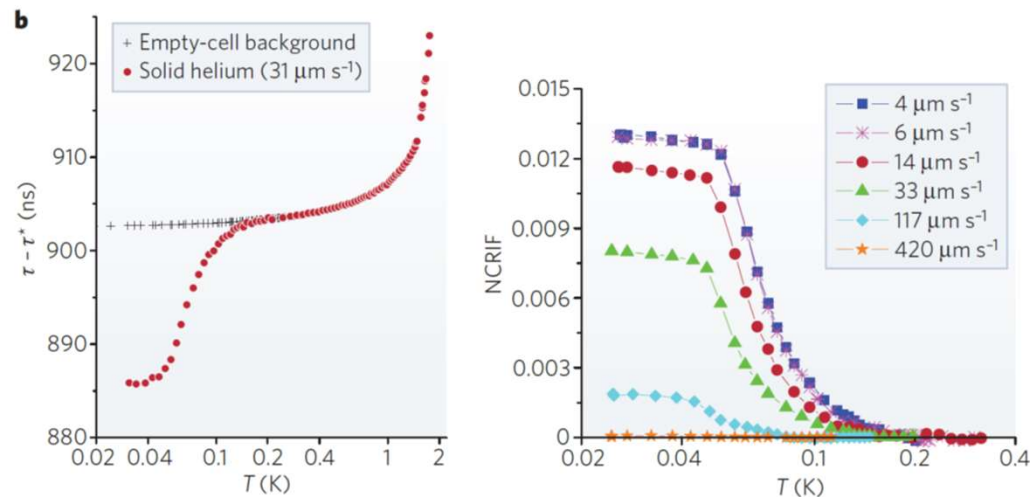 b
+ Empty-cell background
• Solid helium (31 μm s⁻¹)
920
910
900
890
880
τ – τ* (ns)
0.02 0.04 0.1 0.2 0.4 1 2
T (K)
0.015
0.012
0.009
0.006
0.003
0
NCRIF
4 μm s⁻¹
6 μm s⁻¹
14 μm s⁻¹
33 μm s⁻¹
117 μm s⁻¹
420 μm s⁻¹
0.02 0.04 0.1 0.2 0.4
T (K)